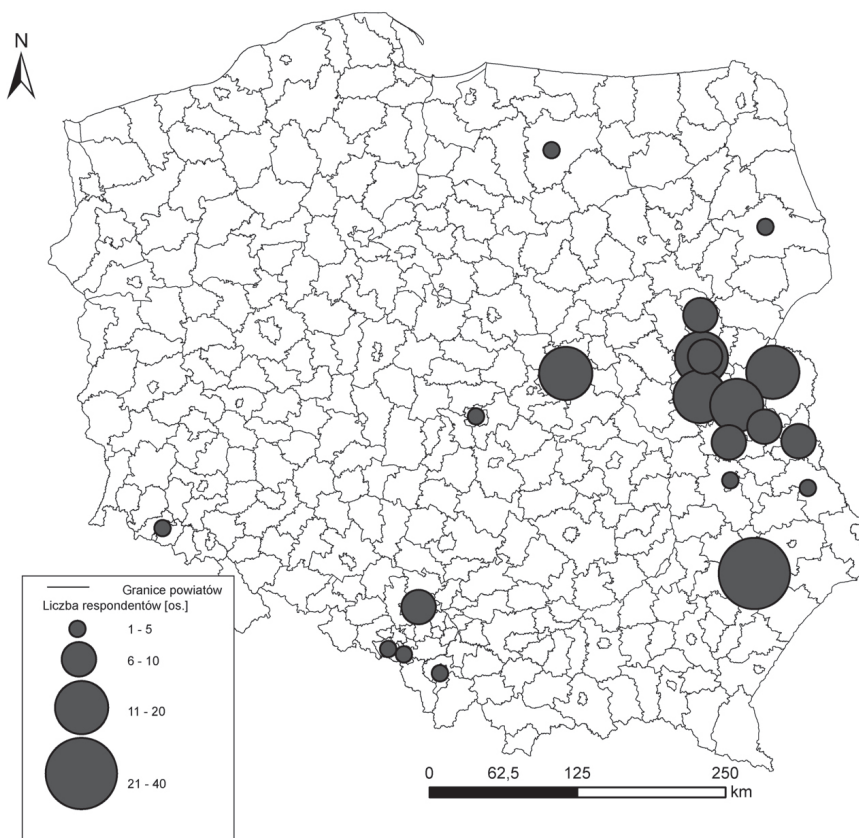 N
Granice powiatów
Liczba respondentów [os.]
1 - 5
6 - 10
11 - 20
21 - 40
0 62,5 125 250
km